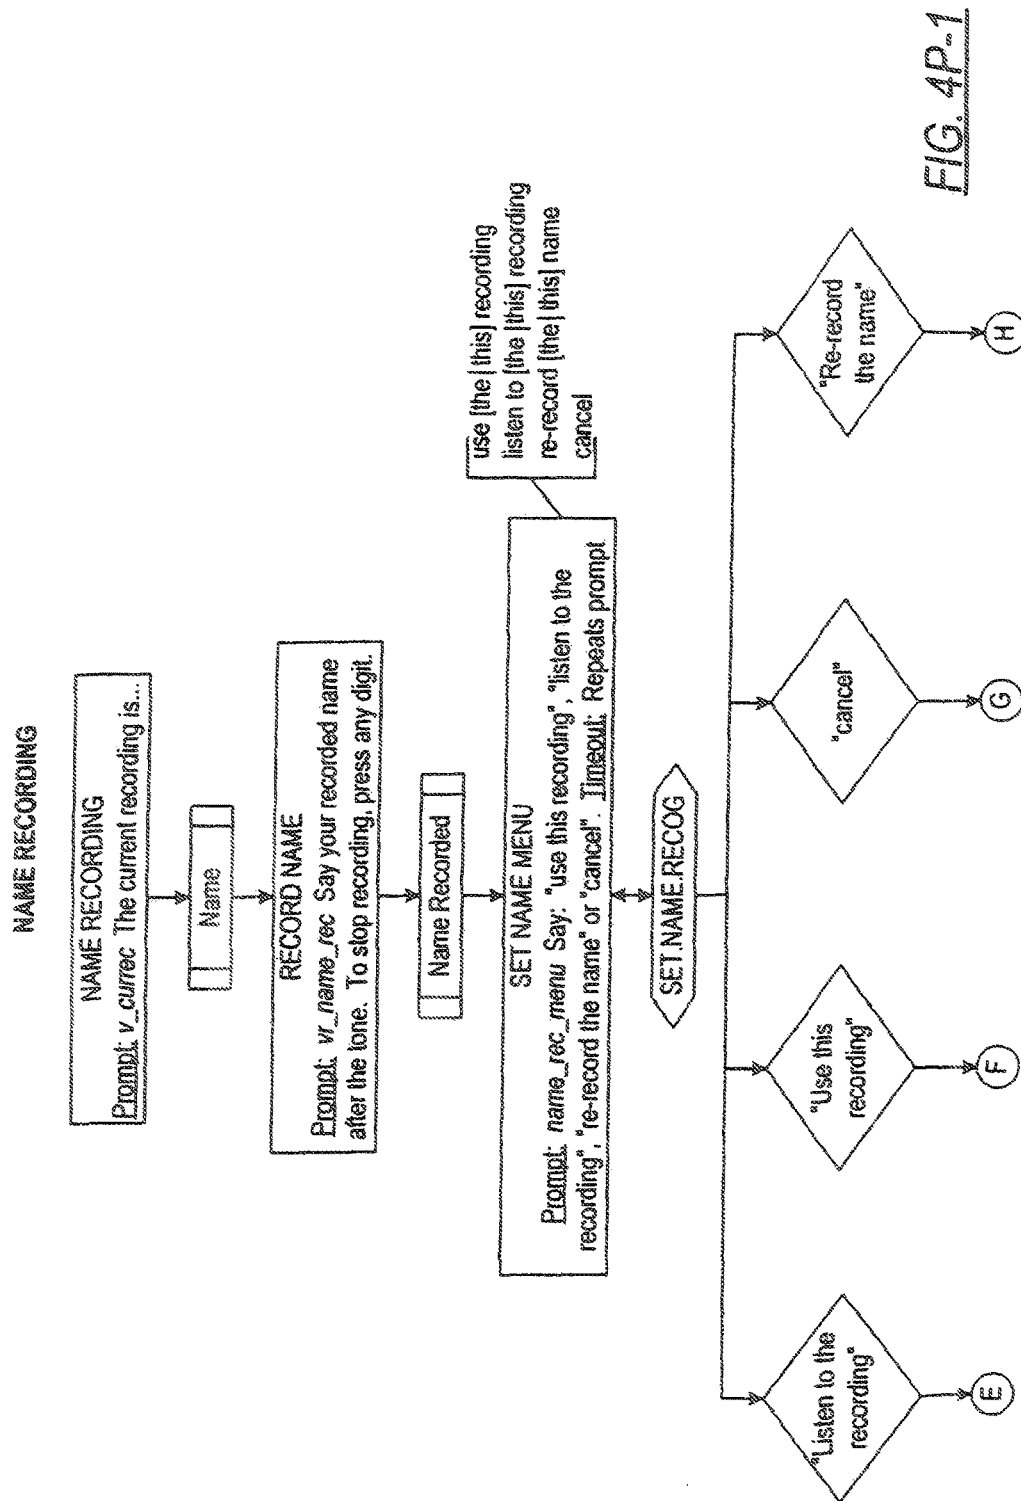 NAME RECORDING
NAME RECORDING
Prompt: v_currec The current recording is...
Name
RECORD NAME
Prompt: vr_name_rec Say your recorded name
after the tone. To stop recording, press any digit.
Name Recorded
SET NAME MENU
Prompt: name_rec_menu Say: "use this recording", "listen to the
recording", "re-record the name" or "cancel". Timeout: Repeats prompt
use [the | this] recording
listen to [the | this] recording
re-record [the | this] name
cancel
SET.NAME.RECOG
"Listen to the
recording"
"Use this
recording"
"cancel"
"Re-record
the name"
E
F
G
H
FIG. 4P-1